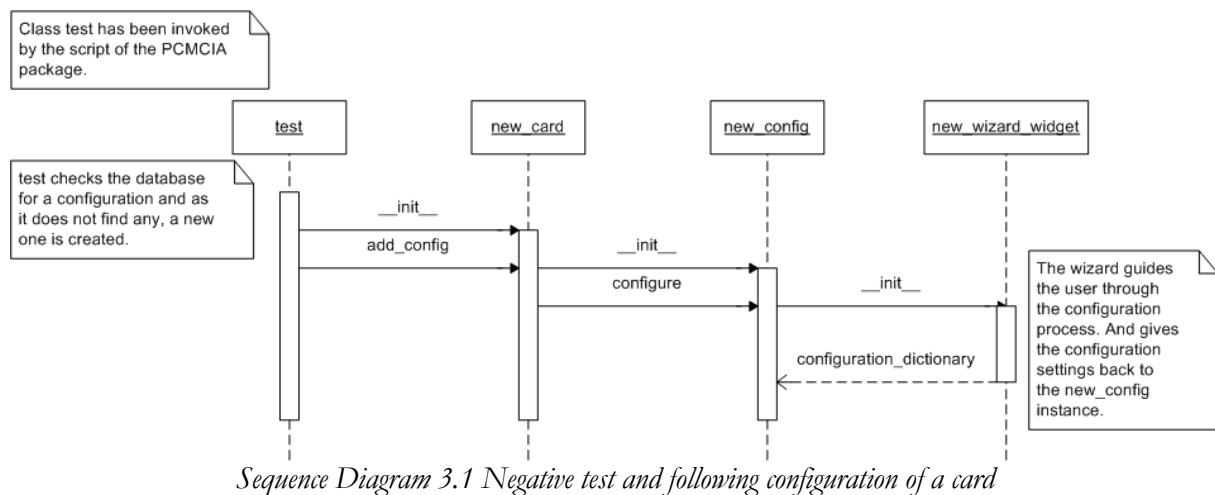 Class test has been invoked
by the script of the PCMCIA
package.
test
new_card
new_config
new_wizard_widget
test checks the database
for a configuration and as
it does not find any, a new
one is created.
__init__
add_config
__init__
configure
__init__
configuration_dictionary
The wizard guides
the user through
the configuration
process. And gives
the configuration
settings back to
the new_config
instance.
Sequence Diagram 3.1 Negative test and following configuration of a card